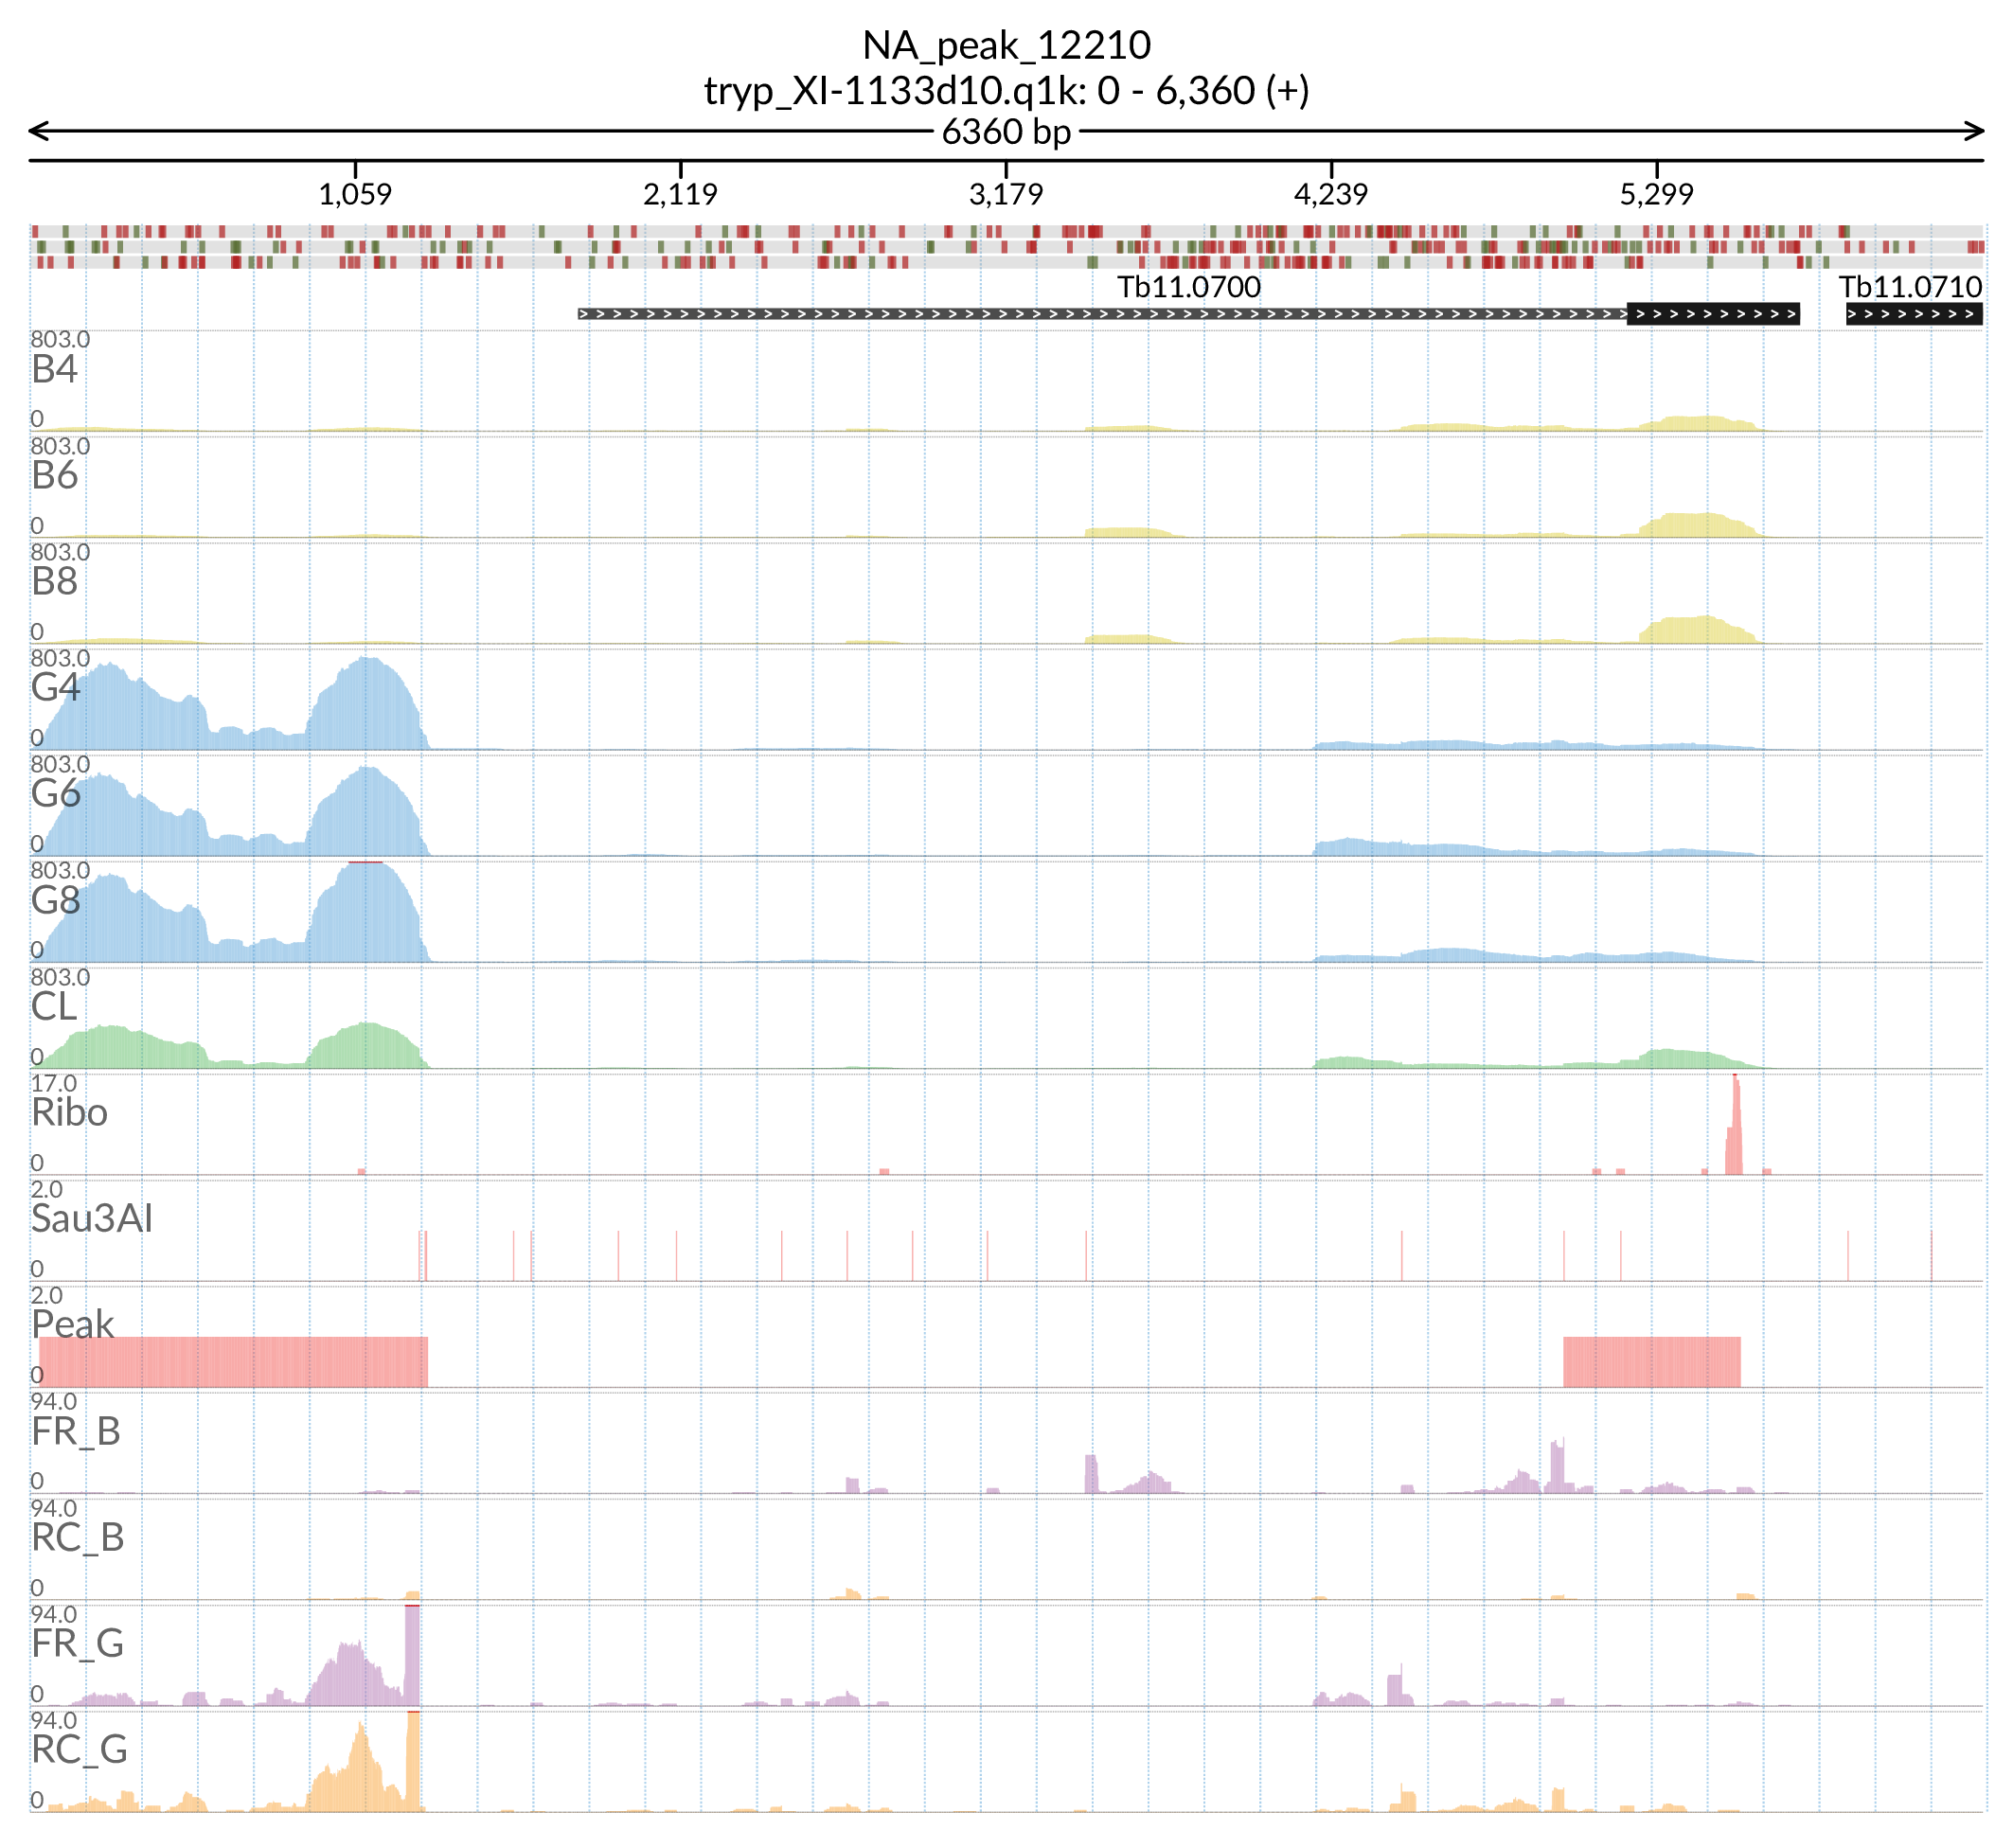 NA_peak_12210
tryp_XI-1133d10.q1k: 0 - 6,360 (+)
6360 bp
1,059 2,119 3,179 4,239 5,299
Tb11.0700 Tb11.0710
803.0
B4
0
803.0
B6
0
803.0
B8
0
803.0
G4
0
803.0
G6
0
803.0
G8
0
803.0
CL
0
17.0
Ribo
0
2.0
Sau3AI
0
2.0
Peak
0
94.0
FR_B
0
94.0
RC_B
0
94.0
FR_G
0
94.0
RC_G
0